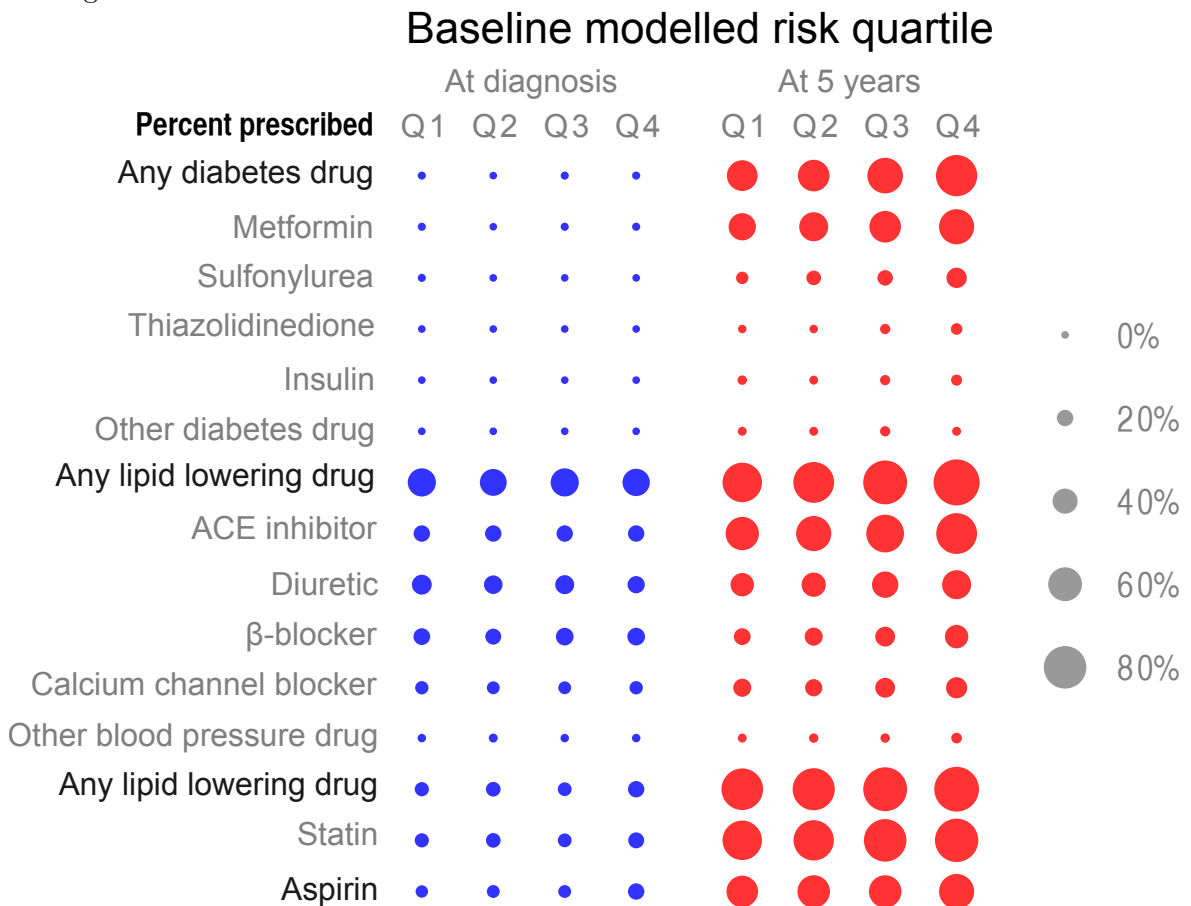 Baseline modelled risk quartile
At diagnosis At 5 years
Percent prescribed Q1 Q2 Q3 Q4 Q1 Q2 Q3 Q4
Any diabetes drug
Metformin
Sulfonylurea
Thiazolidinedione
0%
Insulin
Other diabetes drug
20%
Any lipid lowering drug
40%
ACE inhibitor
Diuretic
60%
β-blocker
Calcium channel blocker
80%
Other blood pressure drug
Any lipid lowering drug
Statin
Aspirin